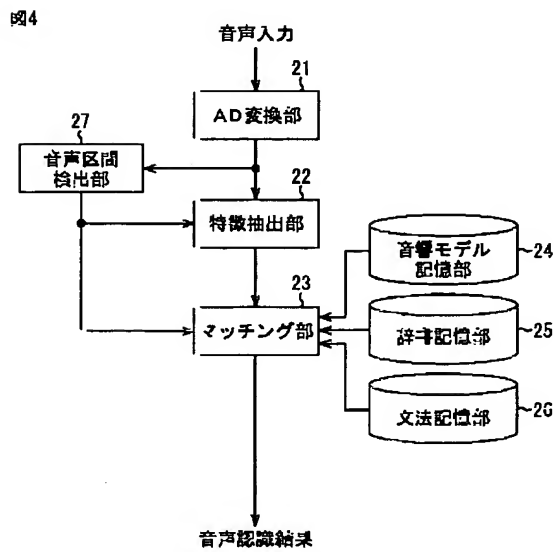 図4
音声入力
21
AD変換部
27
音声区間
検出部
22
特徴抽出部
23
マッチング部
音響モデル
記憶部
24
辞書記憶部
25
文法記憶部
26
音声認識結果